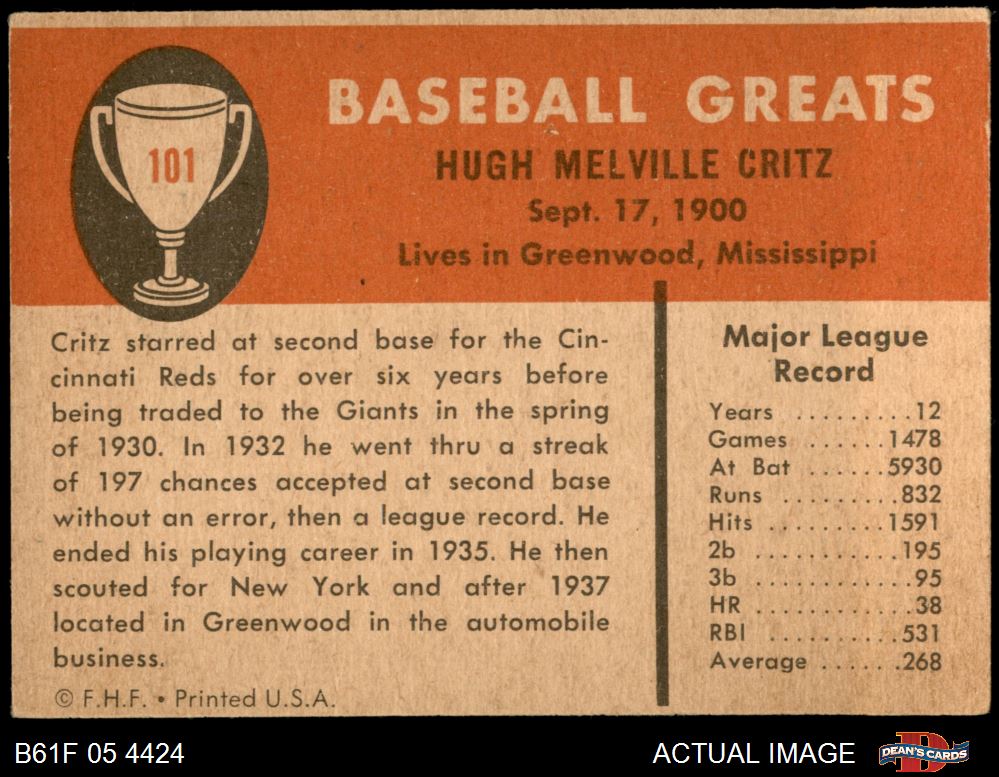 101
BASEBALL GREATS
HUGH MELVILLE CRITZ
Sept. 17, 1900
Lives in Greenwood, Mississippi
Critz starred at second base for the Cin-
cinnati Reds for over six years before
being traded to the Giants in the spring
of 1930. In 1932 he went thru a streak
of 197 chances accepted at second base
without an error, then a league record. He
ended his playing career in 1935. He then
scouted for New York and after 1937
located in Greenwood in the automobile
business.
© F.H.F. • Printed U.S.A.
Major League
Record
Years .........12
Games ......1478
At Bat ......5930
Runs .........832
Hits .........1591
2b ............195
3b ............95
HR ............38
RBI ..........531
Average ......268
B61F 05 4424
ACTUAL IMAGE
D
DEAN'S CARDS